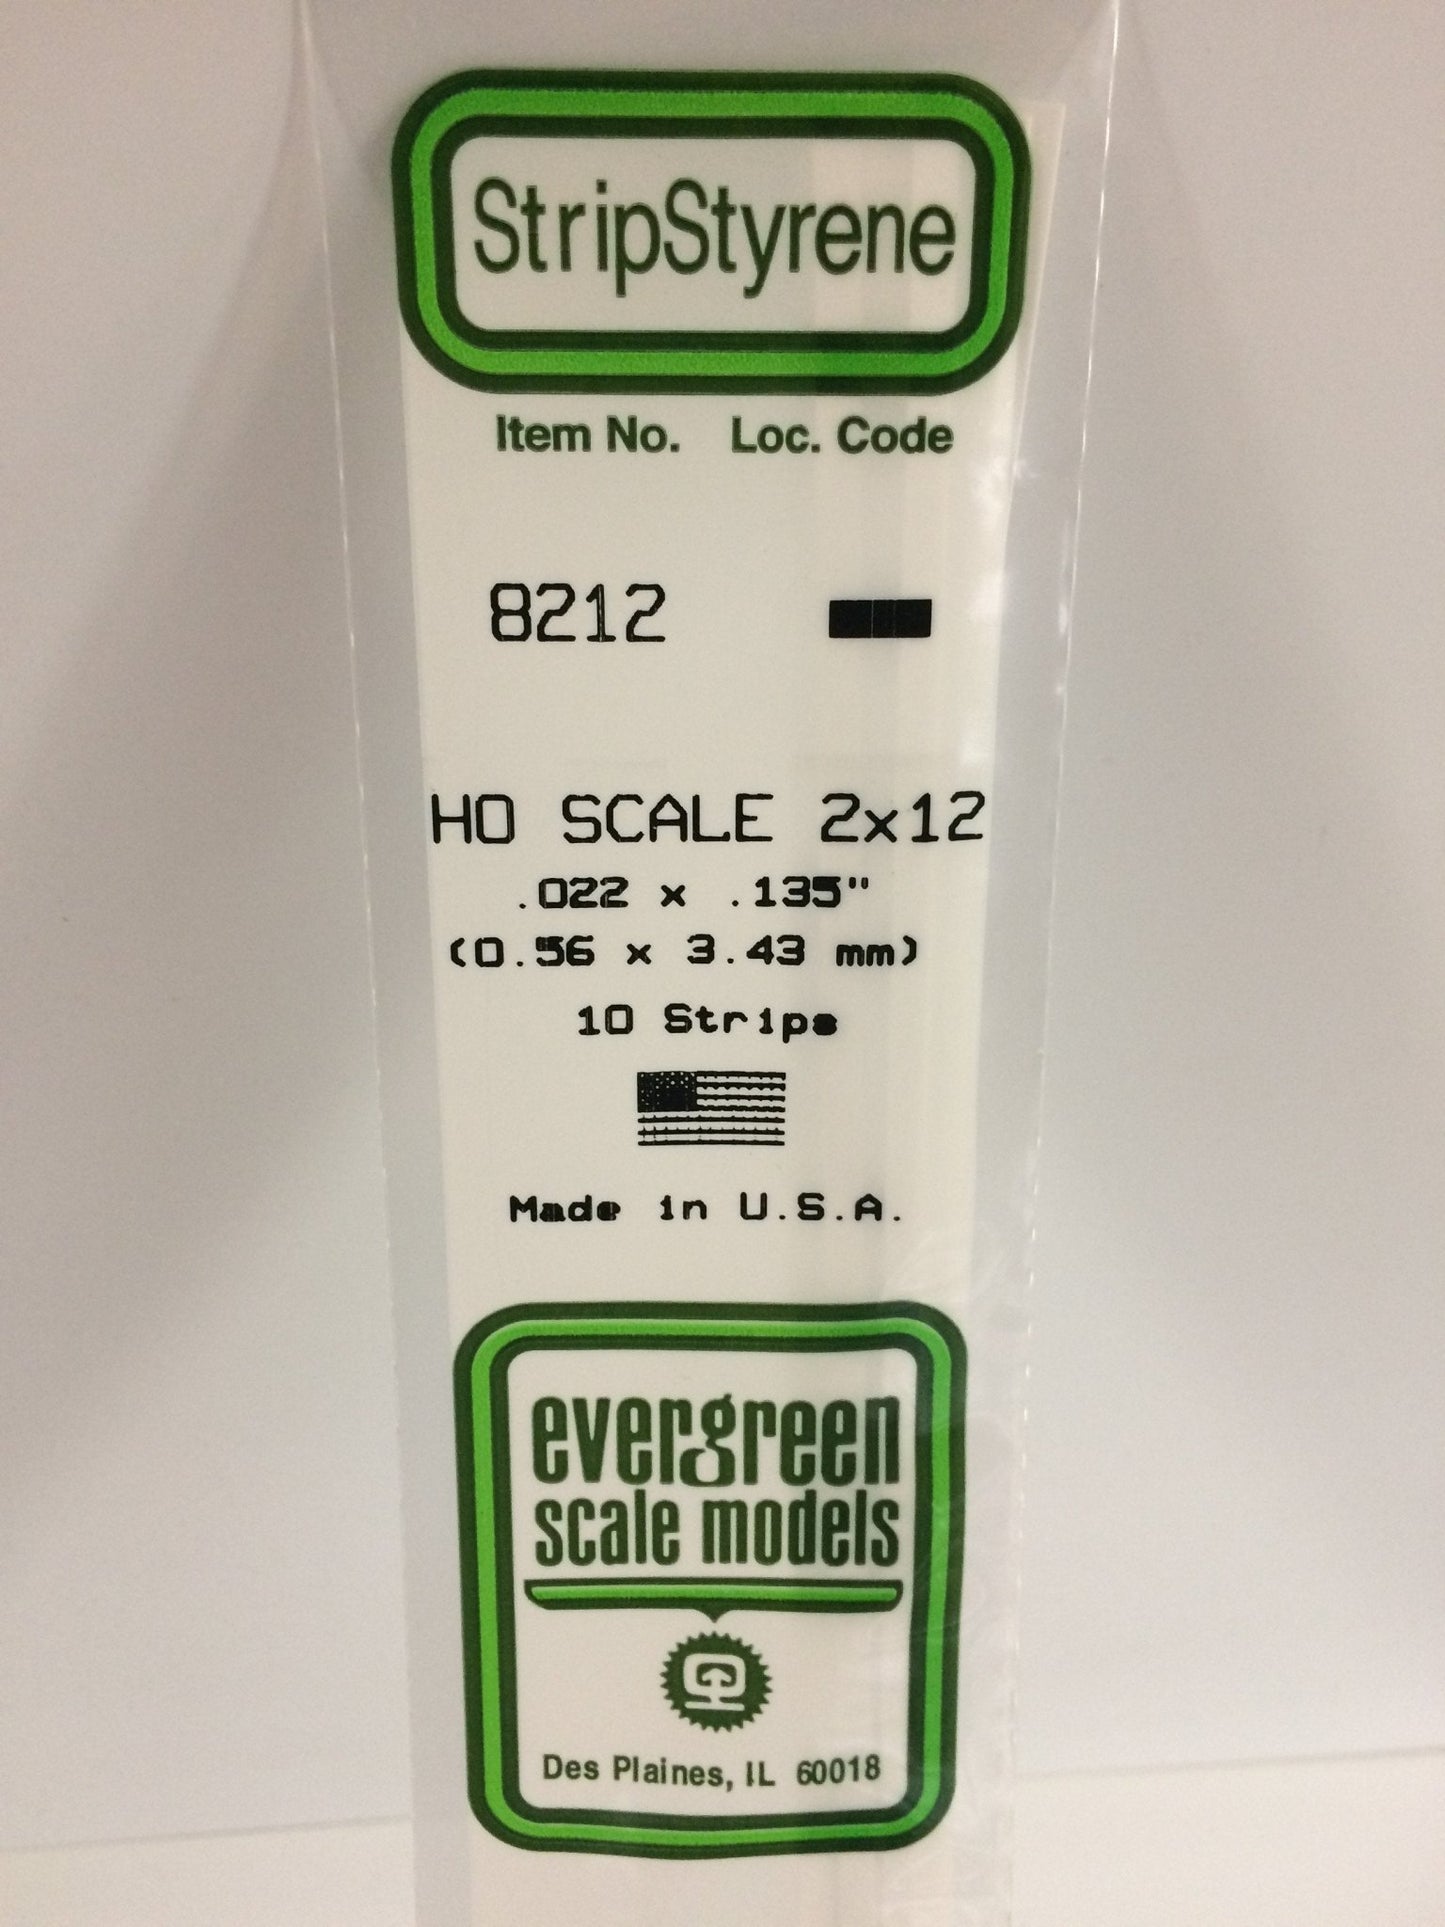 StripStyrene
Item No. Loc. Code
8212
HO SCALE 2x12
.022 x .135"
(0.56 x 3.43 mm)
10 Strips
Made in U.S.A.
evergreen
scale models
Des Plaines, IL 60018